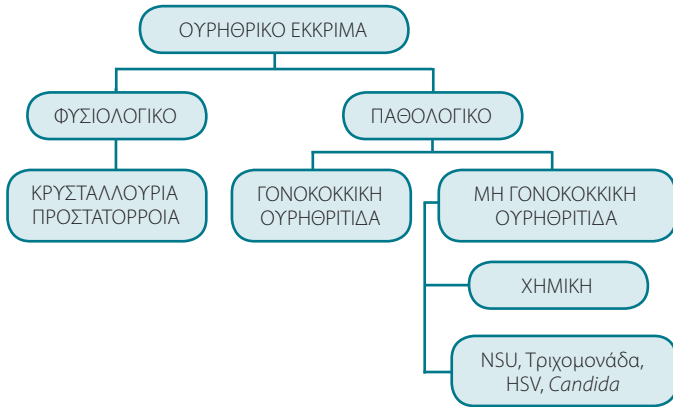 ΟΥΡΗΘΡΙΚΟ ΕΚΚΡΙΜΑ
ΦΥΣΙΟΛΟΓΙΚΟ
ΠΑΘΟΛΟΓΙΚΟ
ΚΡΥΣΤΑΛΛΟΥΡΙΑ
ΠΡΟΣΤΑΤΟΡΡΟΙΑ
ΓΟΝΟΚΟΚΚΙΚΗ
ΟΥΡΗΘΡΙΤΙΔΑ
ΜΗ ΓΟΝΟΚΟΚΚΙΚΗ
ΟΥΡΗΘΡΙΤΙΔΑ
ΧΗΜΙΚΗ
NSU, Τριχομονάδα,
HSV, Candida